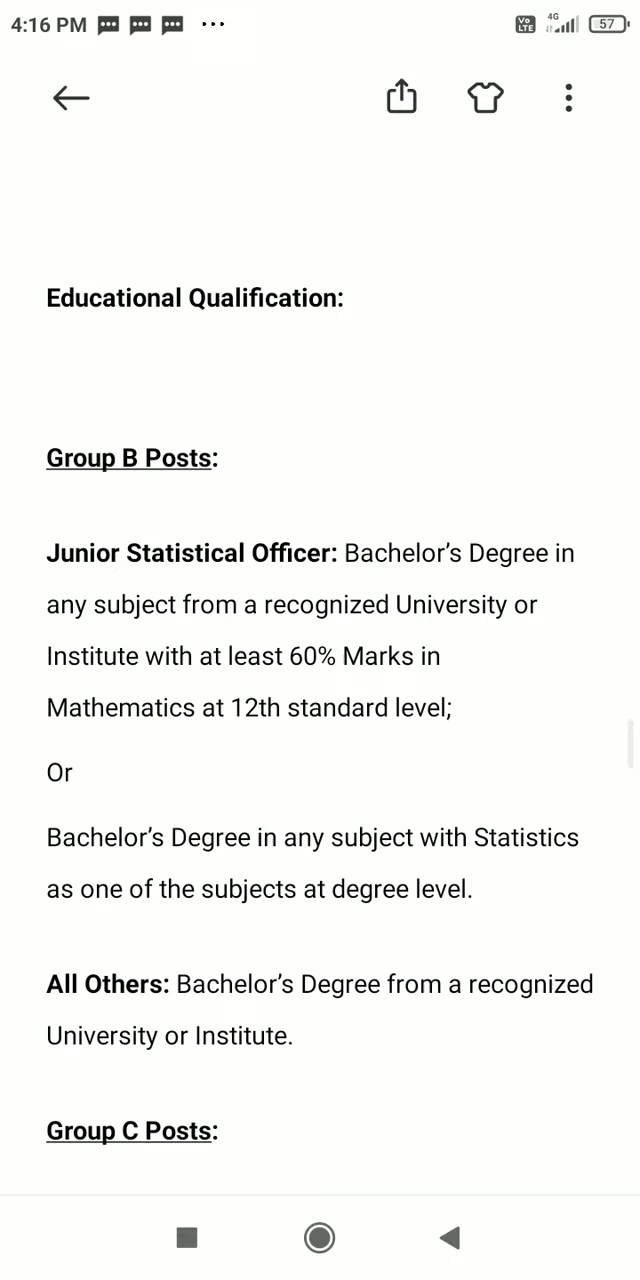 4:16 PM
Vo LTE
4G
57
Educational Qualification:
Group B Posts:
Junior Statistical Officer: Bachelor’s Degree in
any subject from a recognized University or
Institute with at least 60% Marks in
Mathematics at 12th standard level;
Or
Bachelor’s Degree in any subject with Statistics
as one of the subjects at degree level.
All Others: Bachelor’s Degree from a recognized
University or Institute.
Group C Posts: